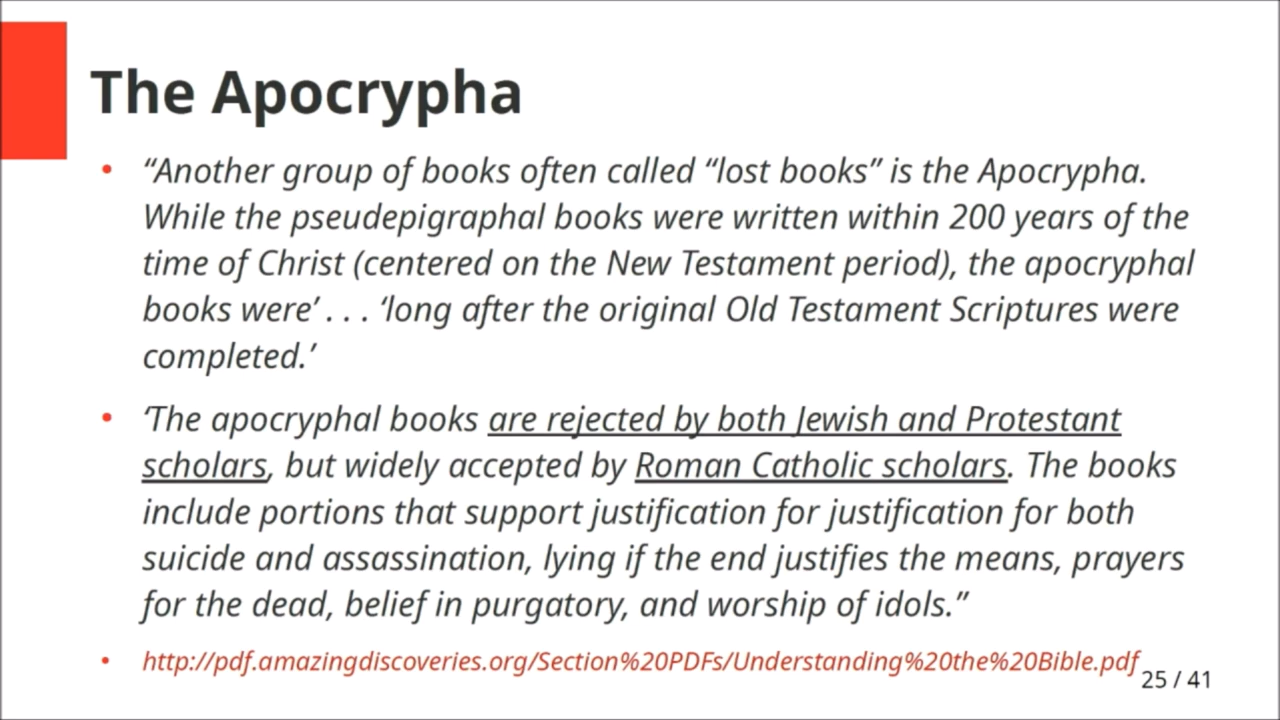 The Apocrypha
• “Another group of books often called “lost books” is the Apocrypha.
While the pseudepigraphal books were written within 200 years of the
time of Christ (centered on the New Testament period), the apocryphal
books were’ . . . ‘long after the original Old Testament Scriptures were
completed.’
• ‘The apocryphal books are rejected by both Jewish and Protestant
scholars, but widely accepted by Roman Catholic scholars. The books
include portions that support justification for justification for both
suicide and assassination, lying if the end justifies the means, prayers
for the dead, belief in purgatory, and worship of idols.”
• http://pdf.amazingdiscoveries.org/Section%20PDFs/Understanding%20the%20Bible.pdf
25 / 41